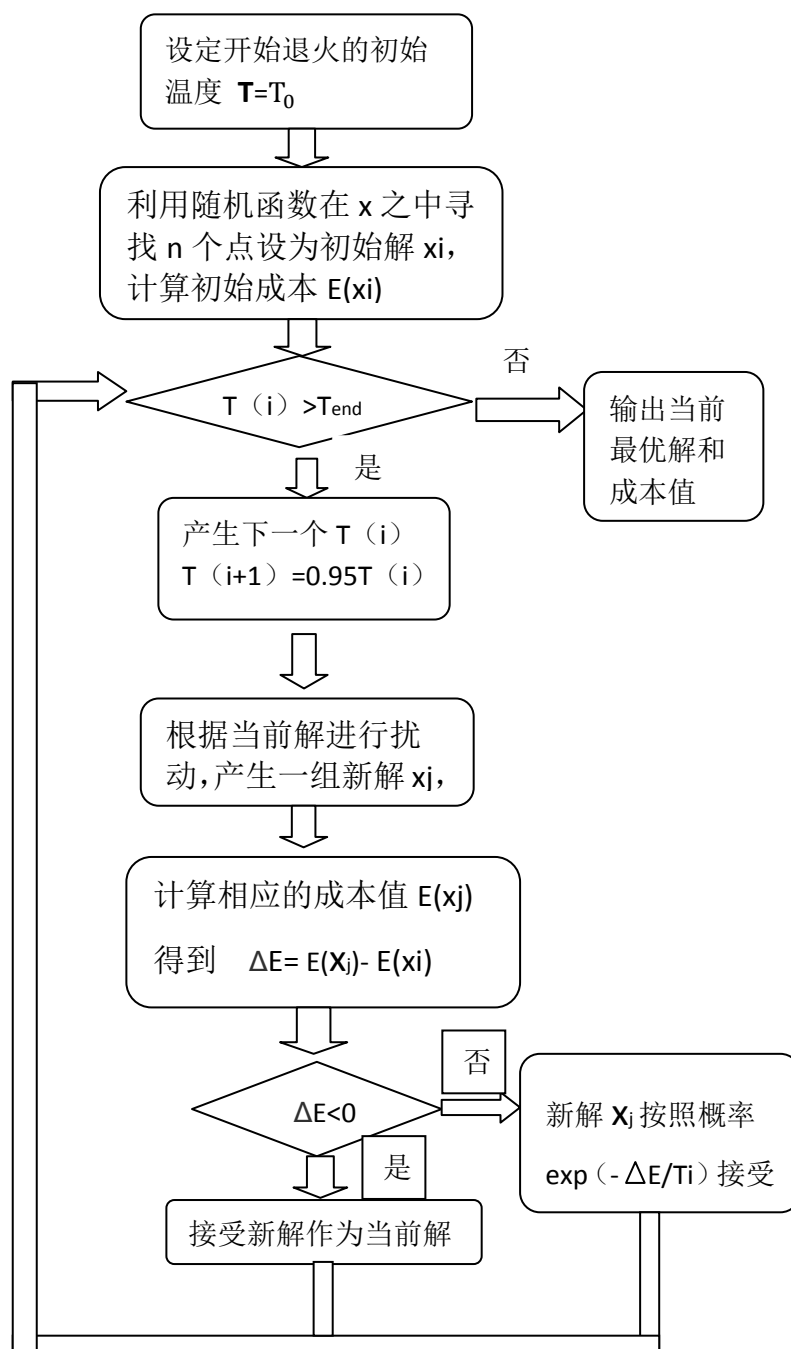 设定开始退火的初始
温度 T=T₀
利用随机函数在 x 之中寻
找 n 个点设为初始解 xi，
计算初始成本 E(xi)
T（i）>Tend
否
输出当前
最优解和
成本值
是
产生下一个 T（i）
T（i+1）=0.95T（i）
根据当前解进行扰
动，产生一组新解 xj，
计算相应的成本值 E(xj)
得到 ΔE= E(Xj)- E(xi)
ΔE<0
否
新解 Xj 按照概率
exp（-ΔE/Ti）接受
是
接受新解作为当前解